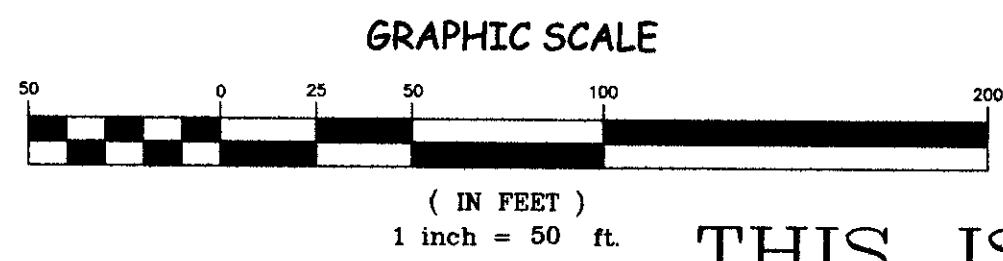 GRAPHIC SCALE
50 0 25 50 100 200
( IN FEET )
1 inch = 50 ft.
THIS IS